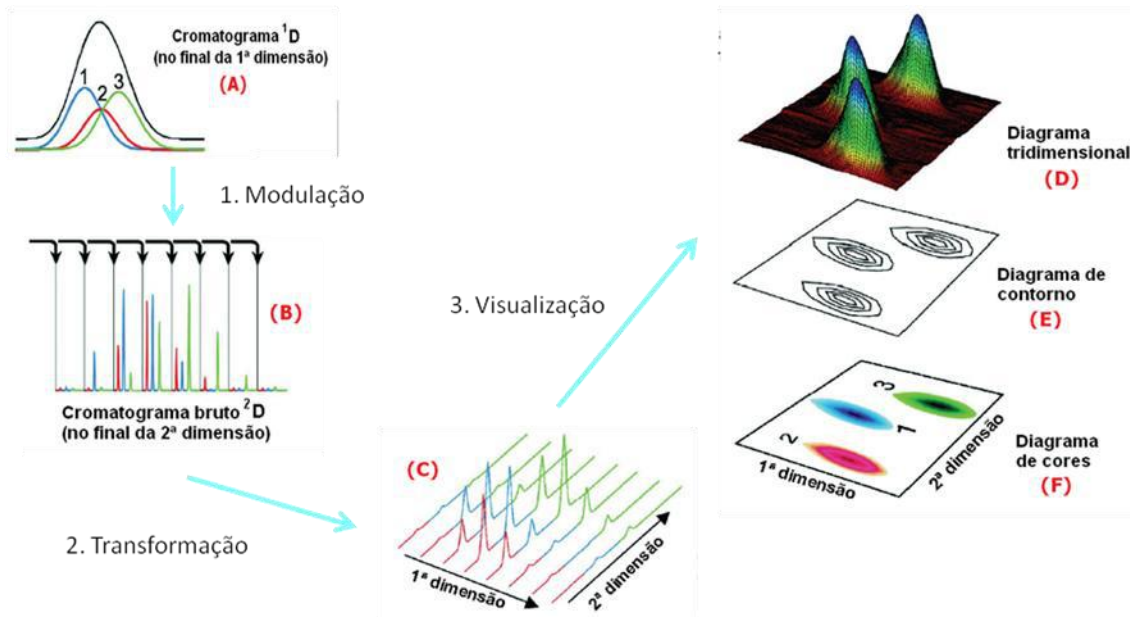 Cromatograma ¹D
(no final da 1ª dimensão)
(A)
1
2
3
1. Modulação
(B)
Cromatograma bruto ²D
(no final da 2ª dimensão)
2. Transformação
(C)
1ª dimensão
2ª dimensão
3. Visualização
Diagrama
tridimensional
(D)
Diagrama de
contorno
(E)
3
1
2
1ª dimensão
2ª dimensão
Diagrama
de cores
(F)